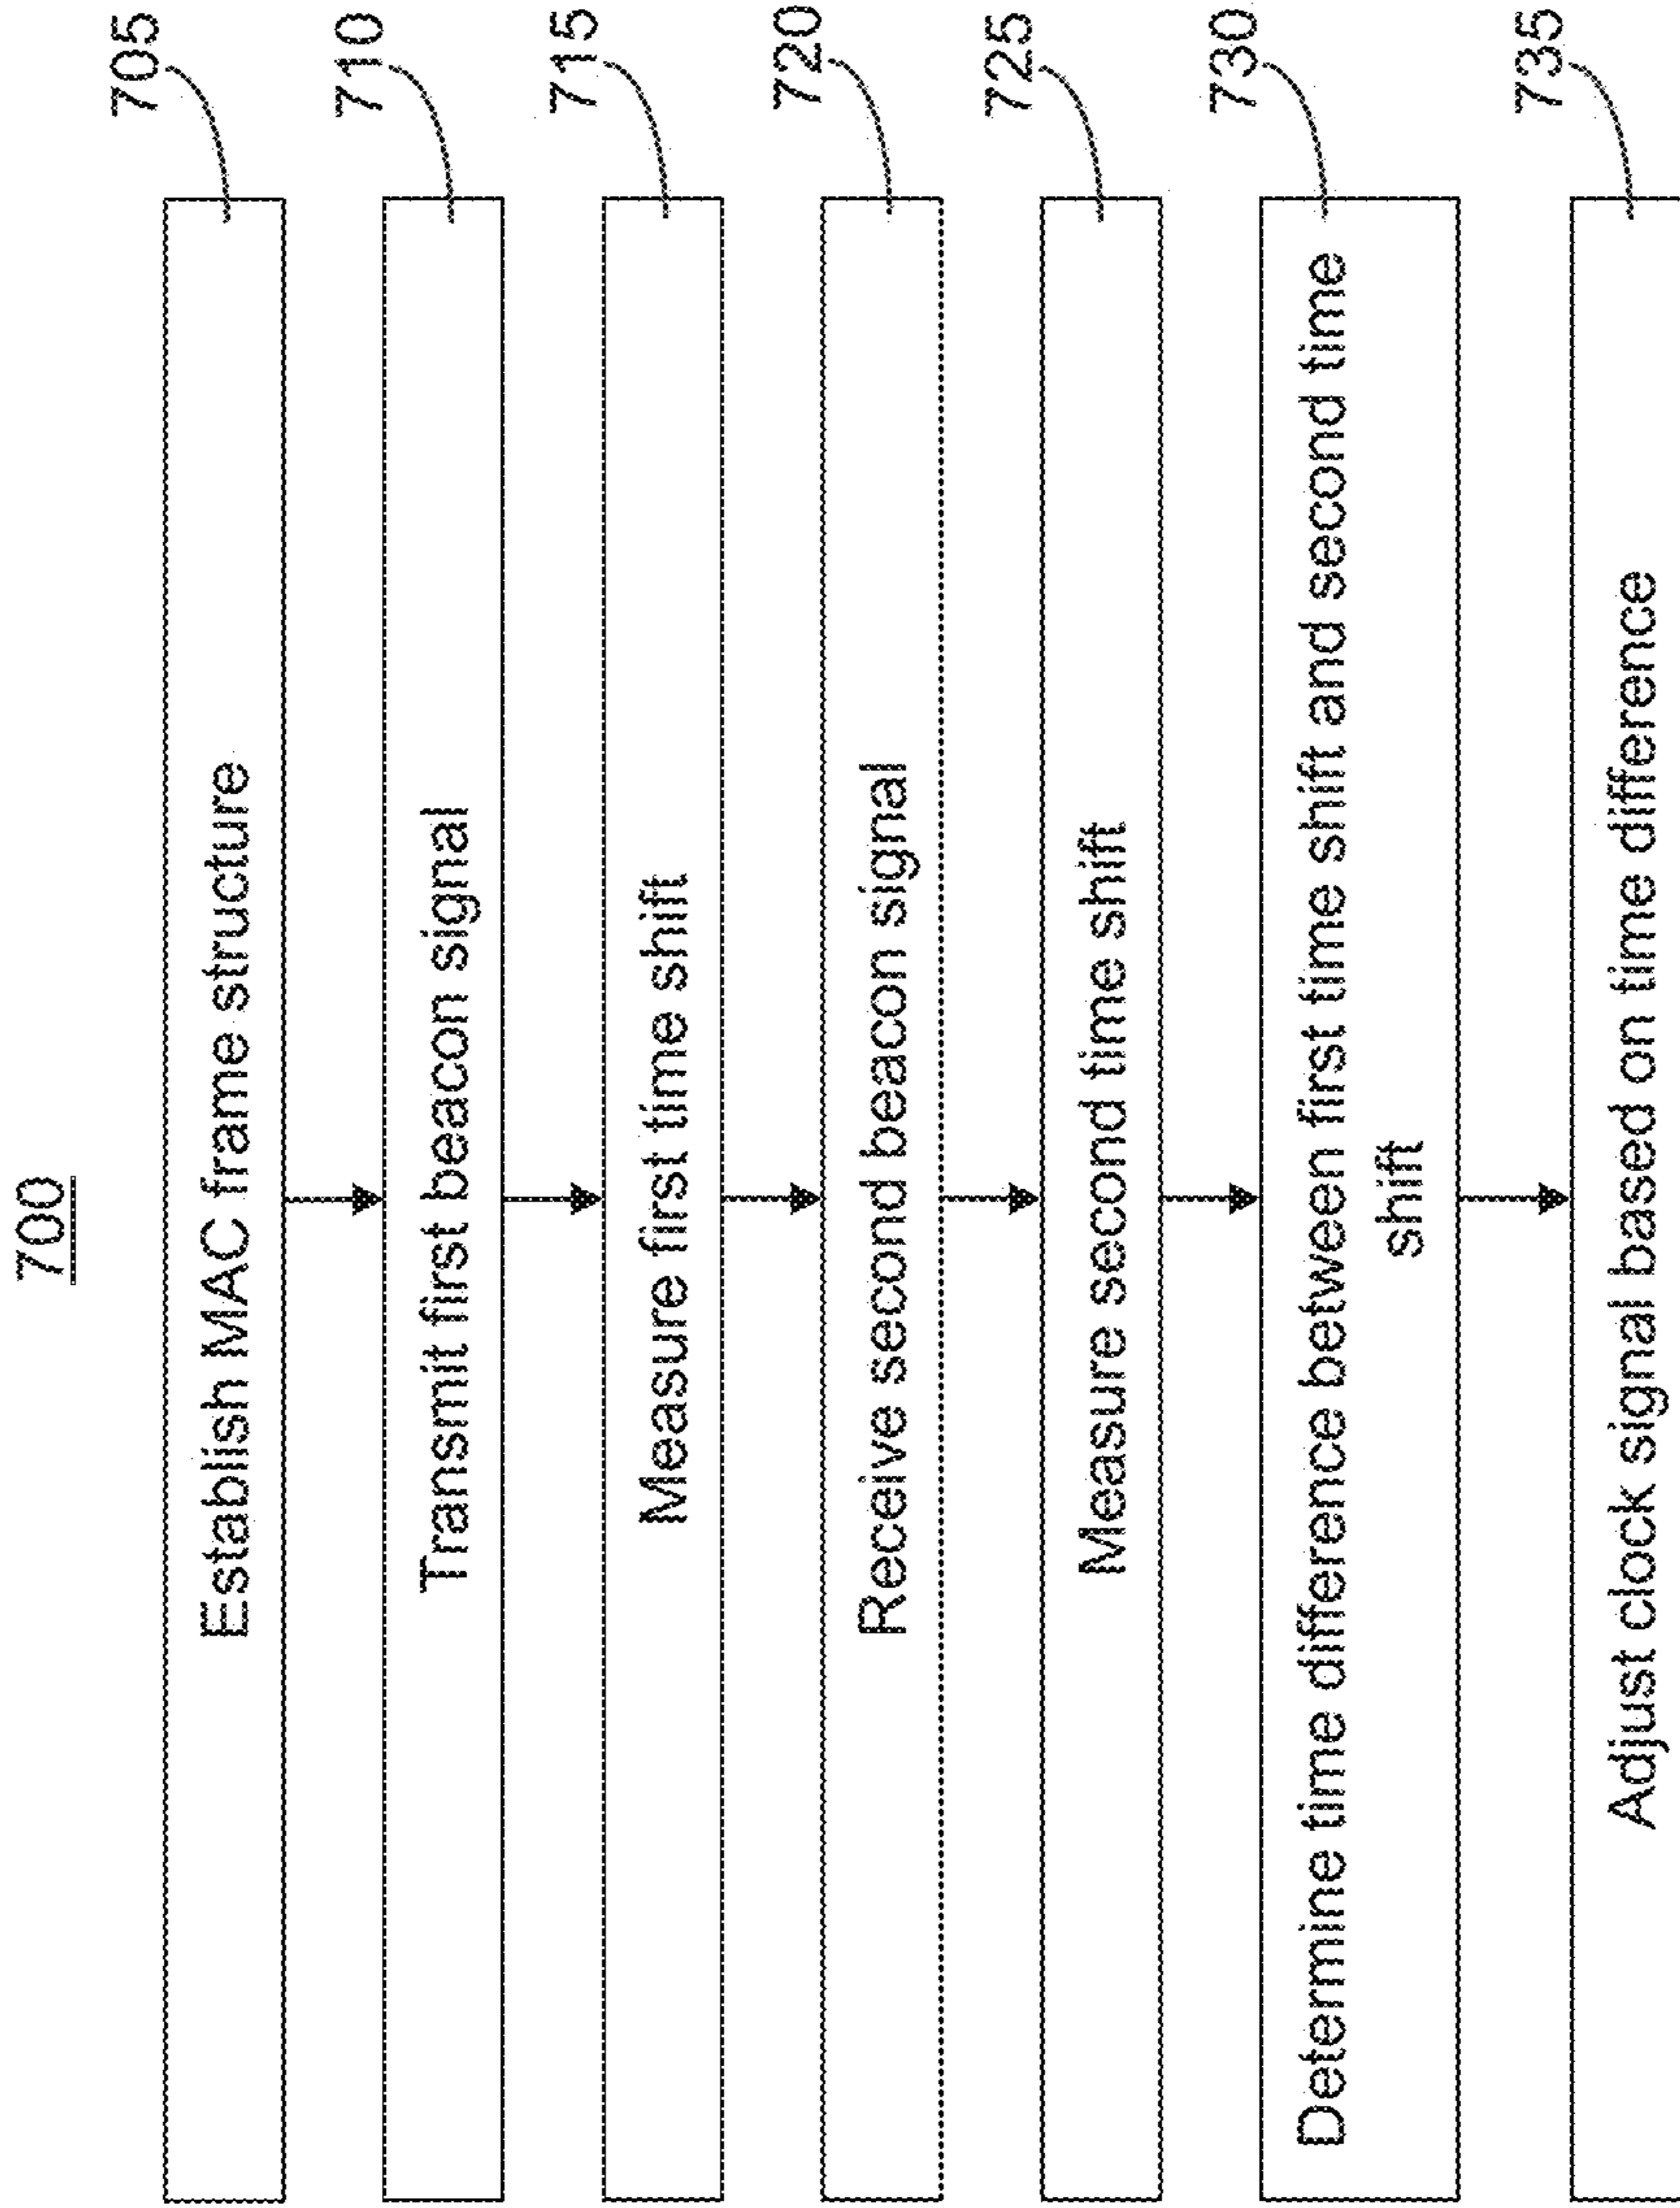 700
Establish MAC frame structure
705
Transmit first beacon signal
710
Measure first time shift
715
Receive second beacon signal
720
Measure second time shift
725
Determine time difference between first time shift and second time
shift
730
Adjust clock signal based on time difference
735